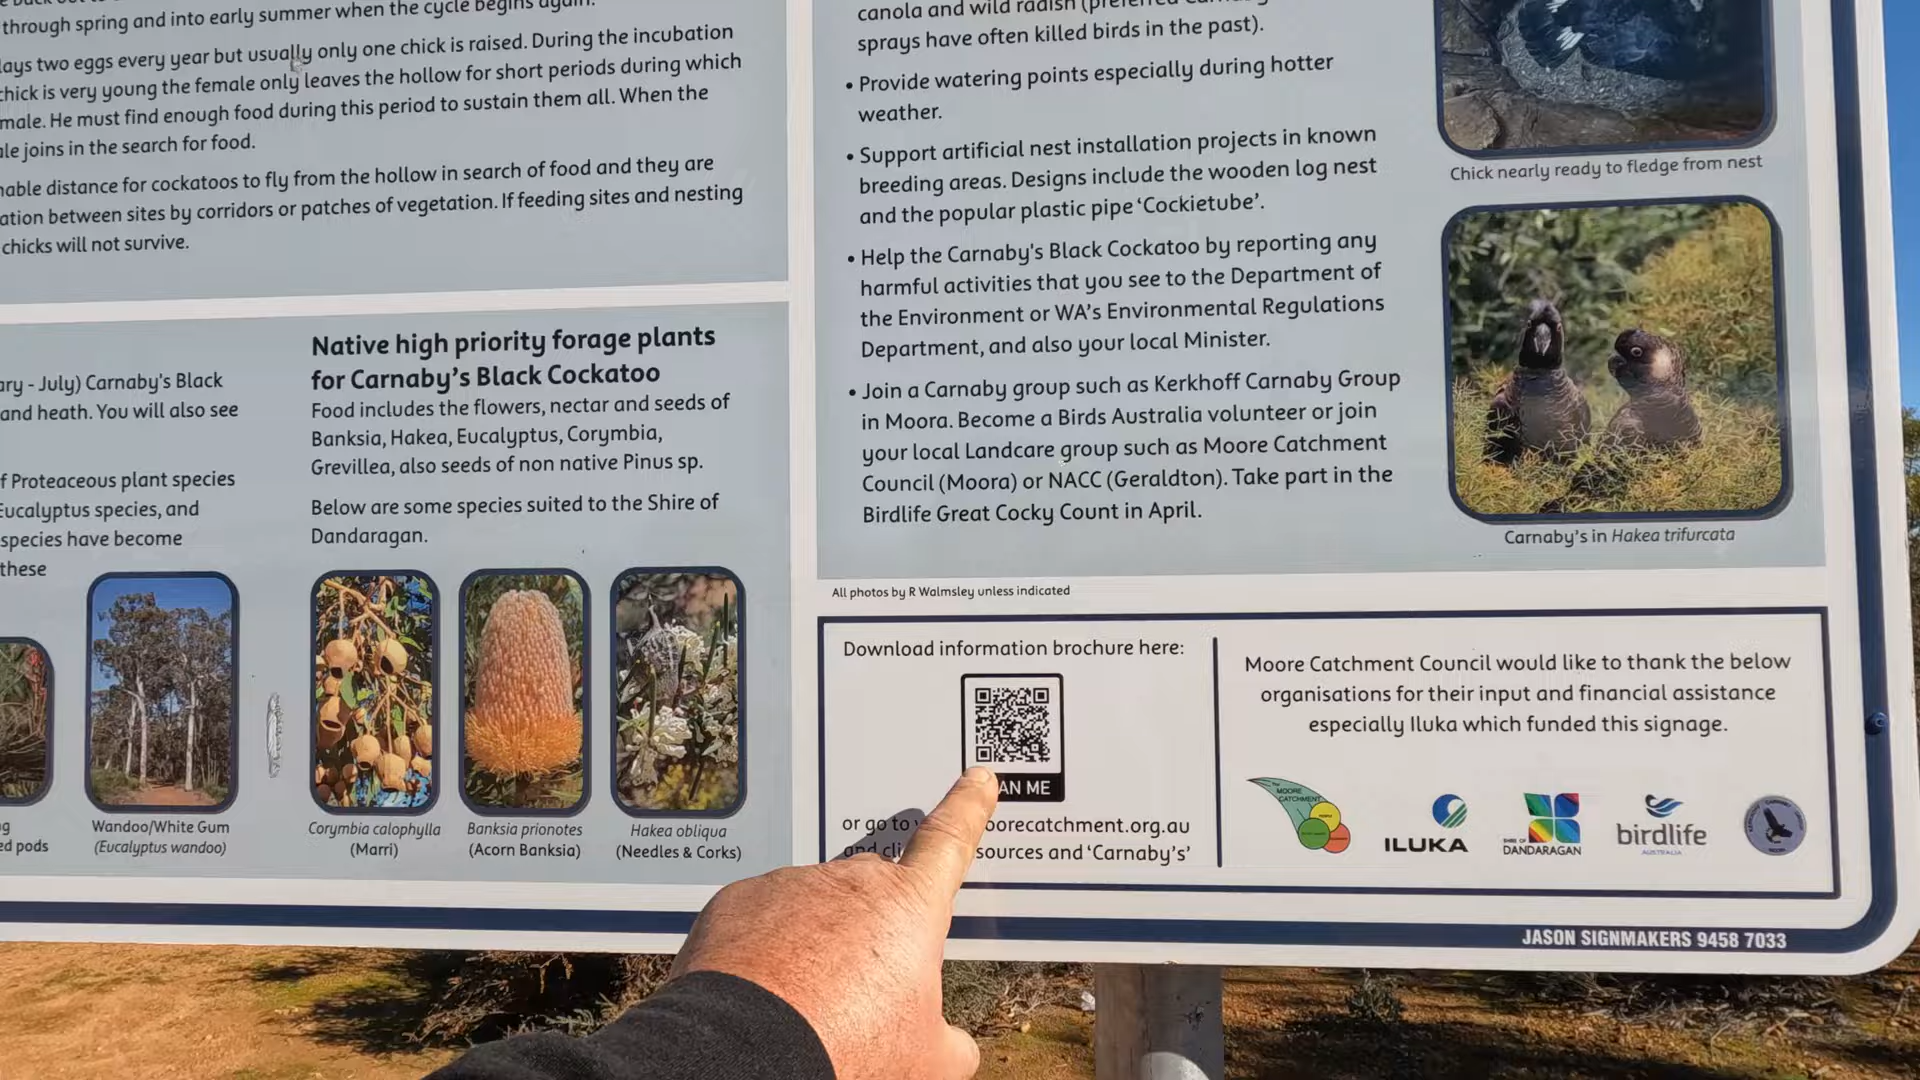 through spring and into early summer when the cycle begins again.
lays two eggs every year but usually only one chick is raised. During the incubation
chick is very young the female only leaves the hollow for short periods during which
male. He must find enough food during this period to sustain them all. When the
ale joins in the search for food.
nable distance for cockatoos to fly from the hollow in search of food and they are
ation between sites by corridors or patches of vegetation. If feeding sites and nesting
chicks will not survive.
ary - July) Carnaby's Black
and heath. You will also see
f Proteaceous plant species
Eucalyptus species, and
species have become
these
g
ed pods
Wandoo/White Gum
(Eucalyptus wandoo)
Native high priority forage plants
for Carnaby's Black Cockatoo
Food includes the flowers, nectar and seeds of
Banksia, Hakea, Eucalyptus, Corymbia,
Grevillea, also seeds of non native Pinus sp.
Below are some species suited to the Shire of
Dandaragan.
Corymbia calophylla
(Marri)
Banksia prionotes
(Acorn Banksia)
Hakea obliqua
(Needles & Corks)
canola and wild radish (preferred
sprays have often killed birds in the past).
• Provide watering points especially during hotter
weather.
• Support artificial nest installation projects in known
breeding areas. Designs include the wooden log nest
and the popular plastic pipe 'Cockietube'.
• Help the Carnaby's Black Cockatoo by reporting any
harmful activities that you see to the Department of
the Environment or WA's Environmental Regulations
Department, and also your local Minister.
• Join a Carnaby group such as Kerkhoff Carnaby Group
in Moora. Become a Birds Australia volunteer or join
your local Landcare group such as Moore Catchment
Council (Moora) or NACC (Geraldton). Take part in the
Birdlife Great Cocky Count in April.
Chick nearly ready to fledge from nest
Carnaby's in Hakea trifurcata
All photos by R Walmsley unless indicated
Download information brochure here:
AN ME
or go to oorecatchment.org.au
and cli sources and 'Carnaby's'
Moore Catchment Council would like to thank the below
organisations for their input and financial assistance
especially Iluka which funded this signage.
MOORE
CATCHMENT
ILUKA
SHIRE OF
DANDARAGAN
birdlife
AUSTRALIA
JASON SIGNMAKERS 9458 7033